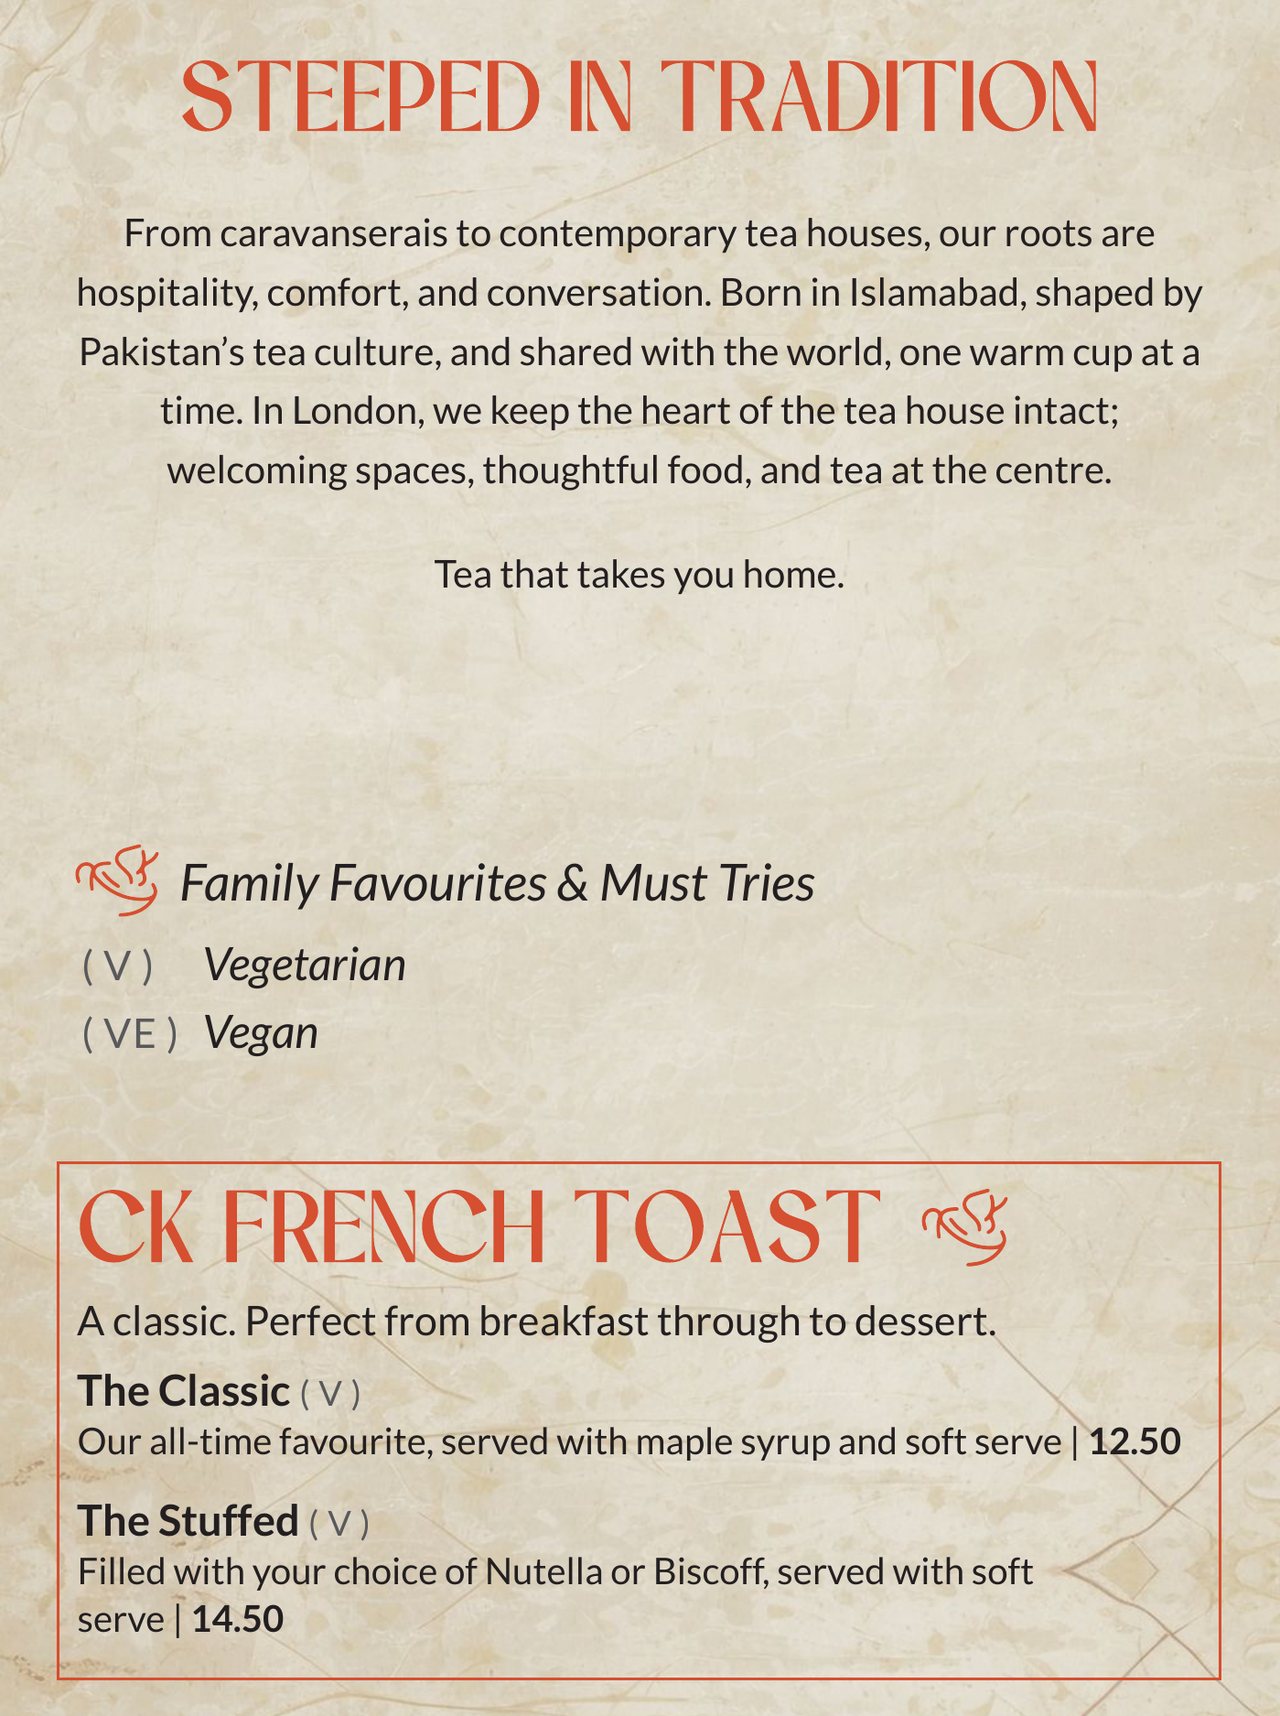 STEEPED IN TRADITION
From caravanserais to contemporary tea houses, our roots are
hospitality, comfort, and conversation. Born in Islamabad, shaped by
Pakistan’s tea culture, and shared with the world, one warm cup at a
time. In London, we keep the heart of the tea house intact;
welcoming spaces, thoughtful food, and tea at the centre.
Tea that takes you home.
Family Favourites & Must Tries
( V ) Vegetarian
( VE ) Vegan
CK FRENCH TOAST
A classic. Perfect from breakfast through to dessert.
The Classic ( V )
Our all-time favourite, served with maple syrup and soft serve | 12.50
The Stuffed ( V )
Filled with your choice of Nutella or Biscoff, served with soft
serve | 14.50